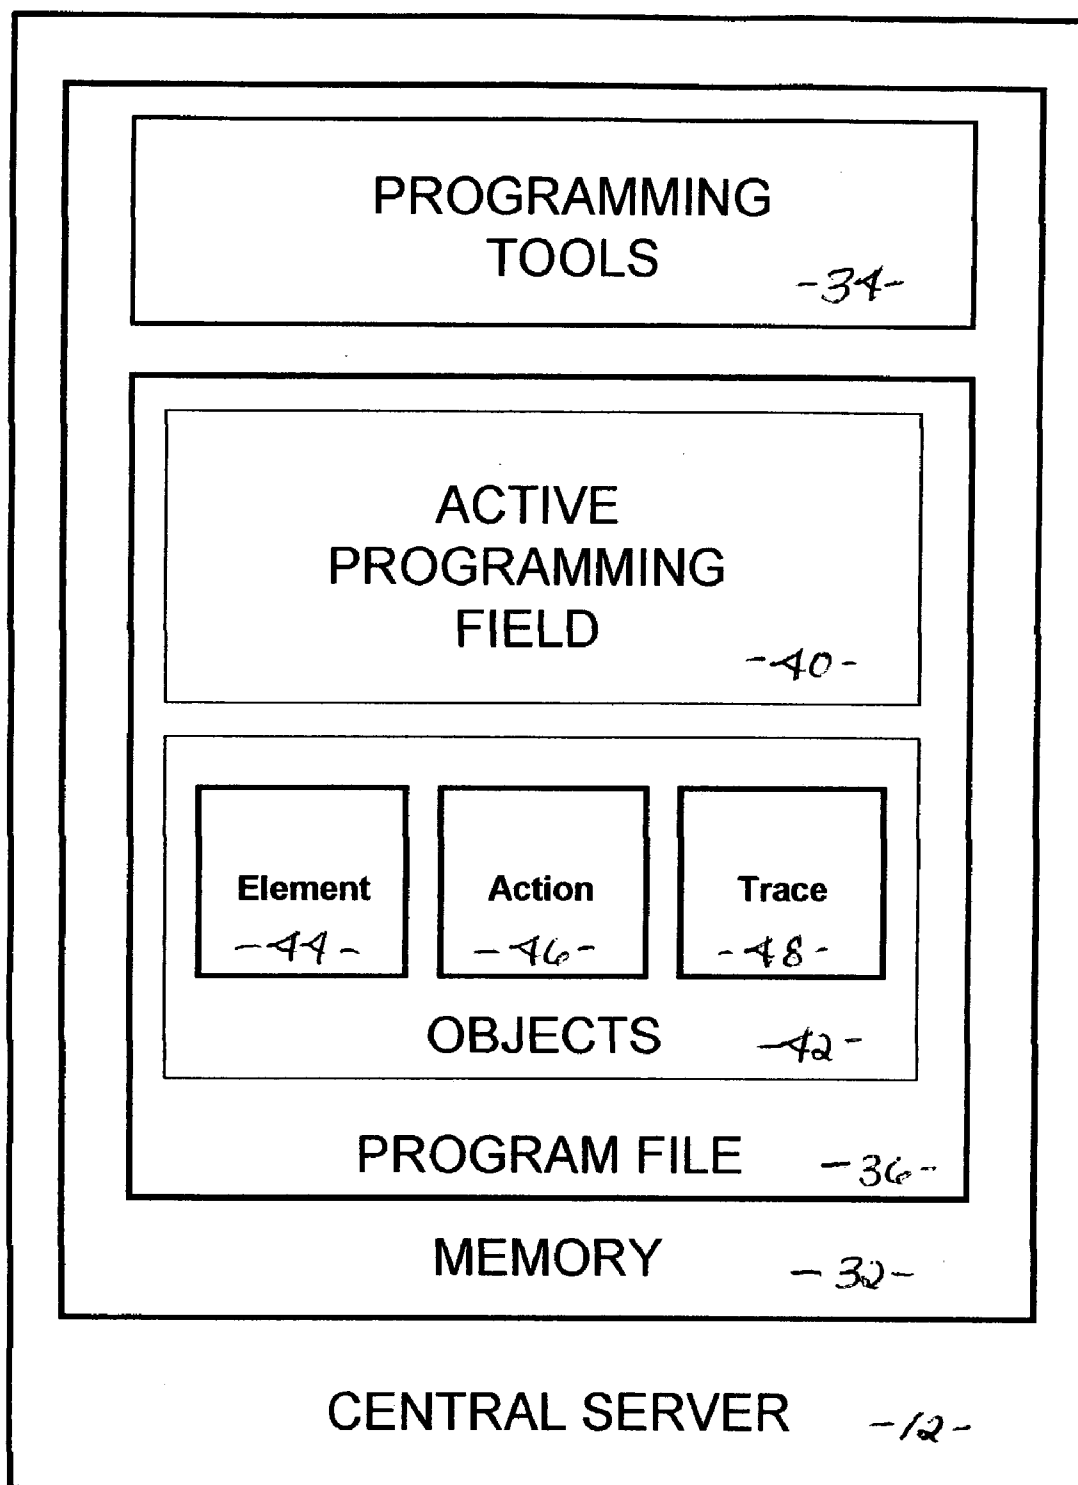 PROGRAMMING
TOOLS
-34-
ACTIVE
PROGRAMMING
FIELD
-40-
Element Action Trace
-44- -46- -48-
OBJECTS -42-
PROGRAM FILE -36-
MEMORY -32-
CENTRAL SERVER -12-